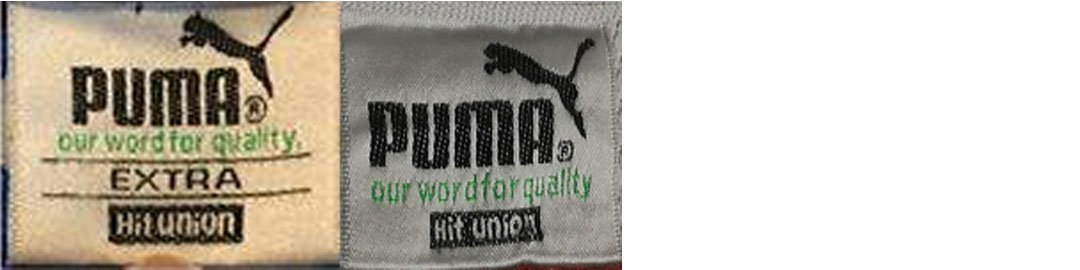 PUMA®
our word for quality.
EXTRA
Hit union
PUMA®
our word for quality
Hit union